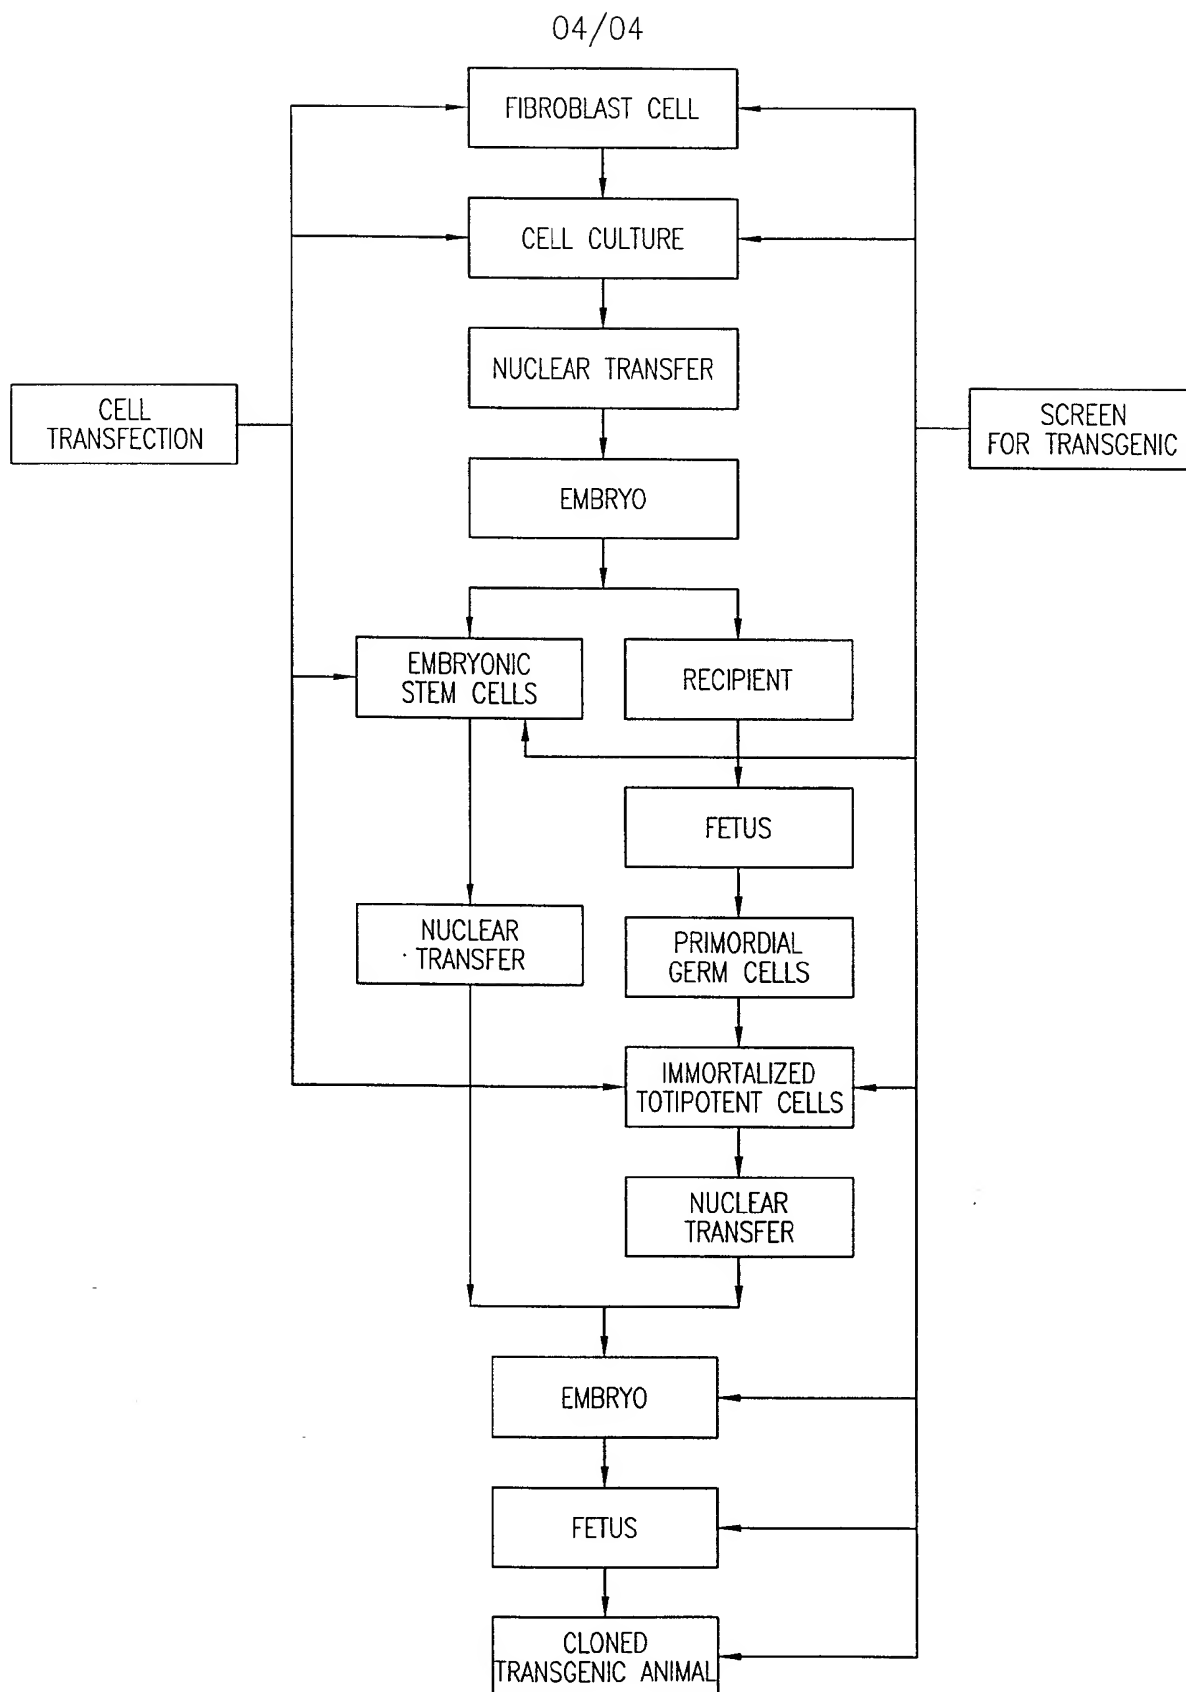 04/04
FIBROBLAST CELL
CELL CULTURE
NUCLEAR TRANSFER
CELL
TRANSFECTION
SCREEN
FOR TRANSGENIC
EMBRYO
EMBRYONIC
STEM CELLS
RECIPIENT
FETUS
NUCLEAR
TRANSFER
PRIMORDIAL
GERM CELLS
IMMORTALIZED
TOTIPOTENT CELLS
NUCLEAR
TRANSFER
EMBRYO
FETUS
CLONED
TRANSGENIC ANIMAL